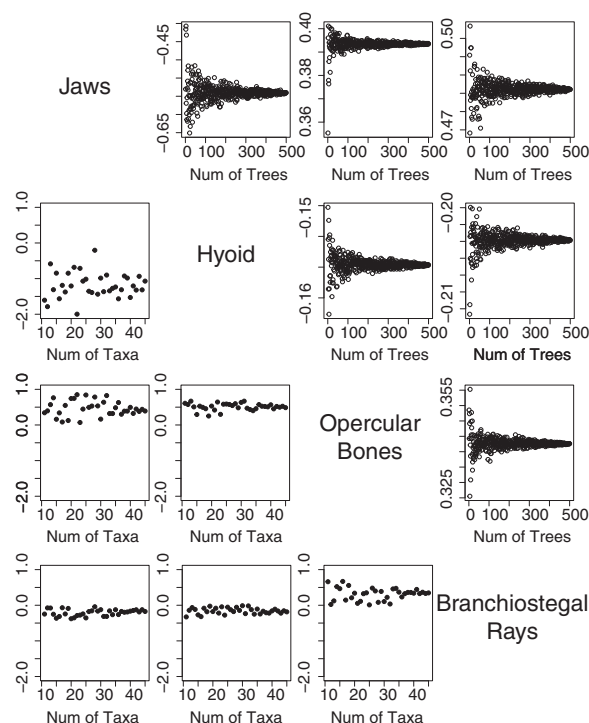 Jaws
-0.45
-0.65
0 100 300 500
Num of Trees
0.40
0.38
0.36
0 100 300 500
Num of Trees
0.50
0.47
0 100 300 500
Num of Trees
1.0
0.0
-2.0
10 20 30 40
Num of Taxa
Hyoid
-0.15
-0.16
0 100 300 500
Num of Trees
-0.20
-0.21
0 100 300 500
Num of Trees
1.0
0.0
-2.0
10 20 30 40
Num of Taxa
1.0
0.0
-2.0
10 20 30 40
Num of Taxa
Opercular
Bones
0.355
0.325
0 100 300 500
Num of Trees
1.0
0.0
-2.0
10 20 30 40
Num of Taxa
1.0
0.0
-2.0
10 20 30 40
Num of Taxa
1.0
0.0
-2.0
10 20 30 40
Num of Taxa
Branchiostegal
Rays